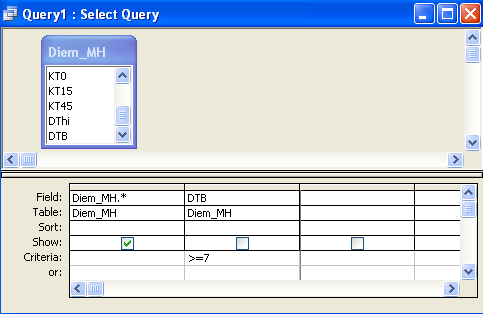 Query1 : Select Query
Diem_MH
KT0
KT15
KT45
DThi
DTB
Field: Diem_MH.* DTB
Table: Diem_MH Diem_MH
Sort:
Show:
Criteria: >=7
or: